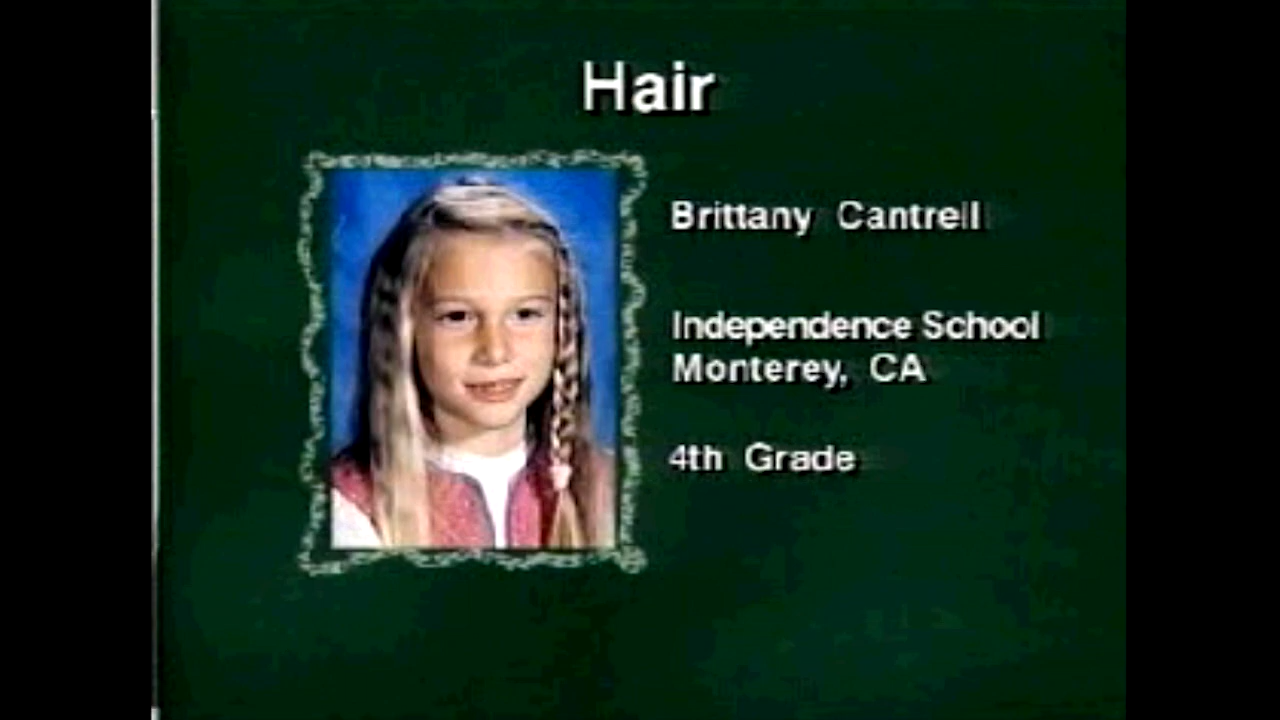 Hair
Brittany Cantrell
Independence School
Monterey, CA
4th Grade